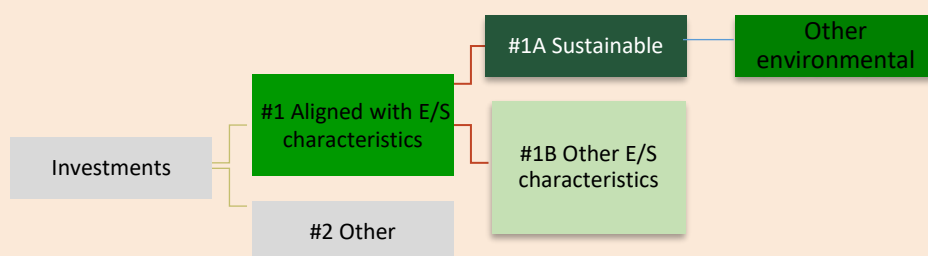 Investments
#1 Aligned with E/S
characteristics
#2 Other
#1A Sustainable
#1B Other E/S
characteristics
Other
environmental